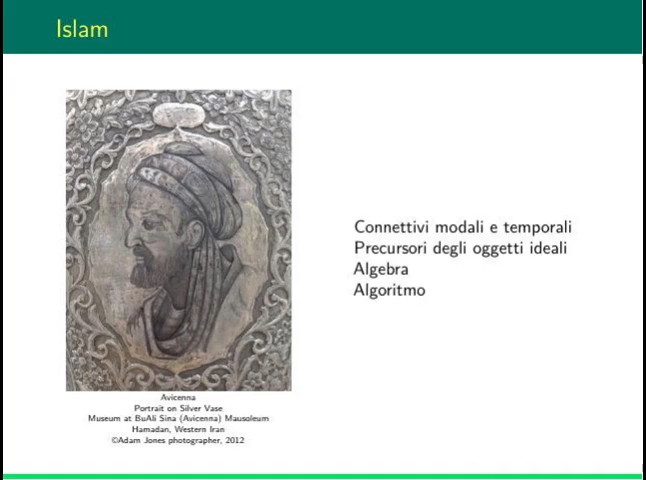 Islam
Connettivi modali e temporali
Precursori degli oggetti ideali
Algebra
Algoritmo
Avicenna
Portrait on Silver Vase
Museum at BuAli Sina (Avicenna) Mausoleum
Hamadan, Western Iran
©Adam Jones photographer, 2012